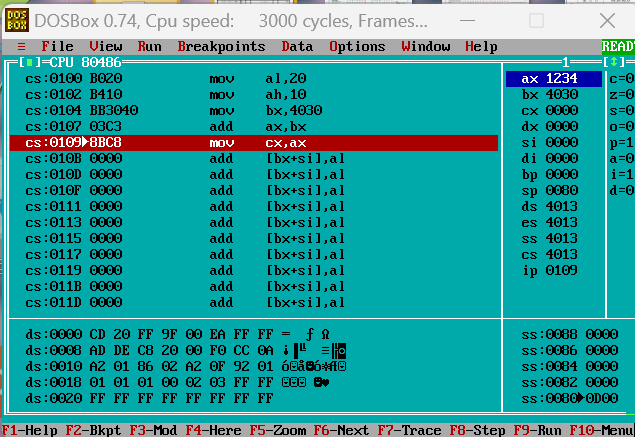 DOSBox 0.74, Cpu speed: 3000 cycles, Frames...
≡ File View Run Breakpoints Data Options Window Help READ
[■]=CPU 80486 1=[↕]
cs:0100 B020 mov al,20 ax 1234 c=0
cs:0102 B410 mov ah,10 bx 4030 z=0
cs:0104 BB3040 mov bx,4030 cx 0000 s=0
cs:0107 03C3 add ax,bx dx 0000 o=0
cs:0109▶8BC8 mov cx,ax si 0000 p=1
cs:010B 0000 add [bx+si],al di 0000 a=0
cs:010D 0000 add [bx+si],al bp 0000 i=1
cs:010F 0000 add [bx+si],al sp 0080 d=0
cs:0111 0000 add [bx+si],al ds 4013
cs:0113 0000 add [bx+si],al es 4013
cs:0115 0000 add [bx+si],al ss 4013
cs:0117 0000 add [bx+si],al cs 4013
cs:0119 0000 add [bx+si],al ip 0109
cs:011B 0000 add [bx+si],al
cs:011D 0000 add [bx+si],al
ds:0000 CD 20 FF 9F 00 EA FF FF = ƒ Ω ss:0088 0000
ds:0008 AD DE C8 20 00 F0 CC 0A ss:0086 0000
ds:0010 A2 01 86 02 A2 0F 92 01 ss:0084 0000
ds:0018 01 01 01 00 02 03 FF FF ☺☺☺ ☻♥ ss:0082 0000
ds:0020 FF FF FF FF FF FF FF FF ss:0080▶0D00
F1-Help F2-Bkpt F3-Mod F4-Here F5-Zoom F6-Next F7-Trace F8-Step F9-Run F10-Menu